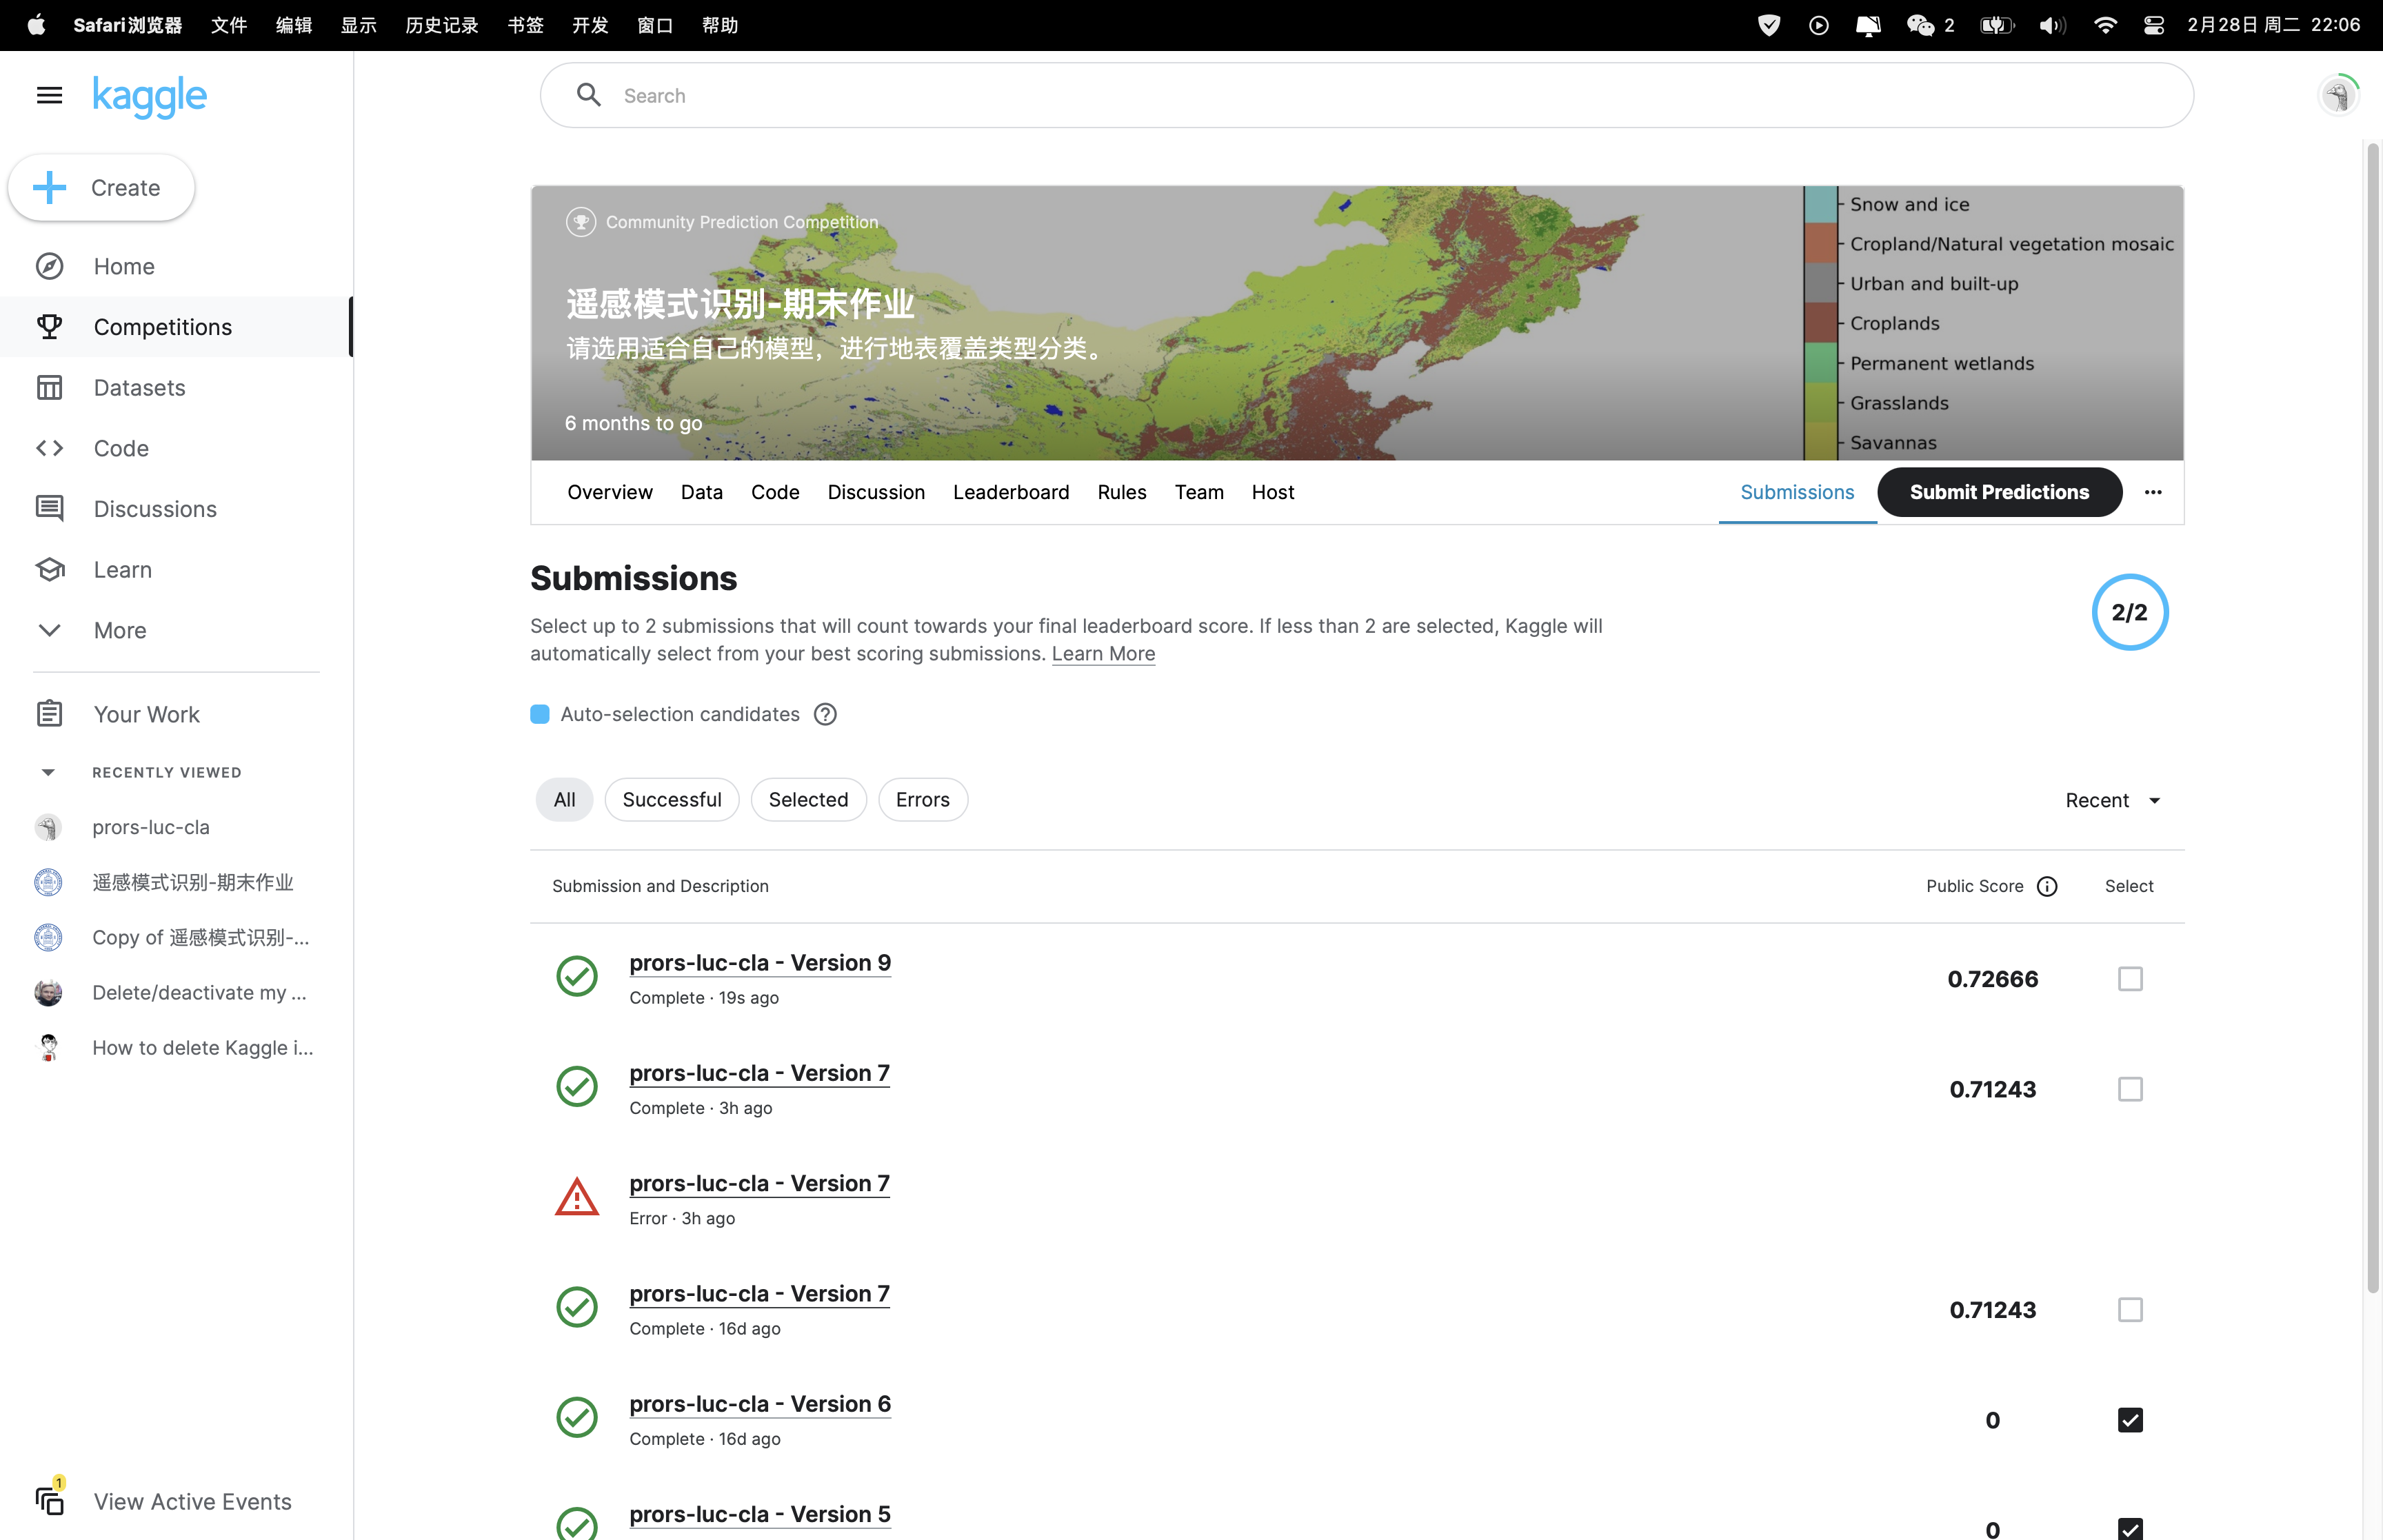 Safari浏览器 文件 编辑 显示 历史记录 书签 开发 窗口 帮助 2 2月28日 周二 22:06
kaggle
Search
Create
Home
Competitions
Datasets
Code
Discussions
Learn
More
Your Work
RECENTLY VIEWED
prors-luc-cla
遥感模式识别-期末作业
Copy of 遥感模式识别-...
Delete/deactivate my ...
How to delete Kaggle i...
1
View Active Events
Community Prediction Competition
遥感模式识别-期末作业
请选用适合自己的模型，进行地表覆盖类型分类。
6 months to go
Snow and ice
Cropland/Natural vegetation mosaic
Urban and built-up
Croplands
Permanent wetlands
Grasslands
Savannas
Overview Data Code Discussion Leaderboard Rules Team Host Submissions Submit Predictions
Submissions
Select up to 2 submissions that will count towards your final leaderboard score. If less than 2 are selected, Kaggle will
automatically select from your best scoring submissions. Learn More
2/2
Auto-selection candidates
All Successful Selected Errors Recent
Submission and Description Public Score Select
prors-luc-cla - Version 9
Complete · 19s ago
0.72666
prors-luc-cla - Version 7
Complete · 3h ago
0.71243
prors-luc-cla - Version 7
Error · 3h ago
prors-luc-cla - Version 7
Complete · 16d ago
0.71243
prors-luc-cla - Version 6
Complete · 16d ago
0
prors-luc-cla - Version 5
0